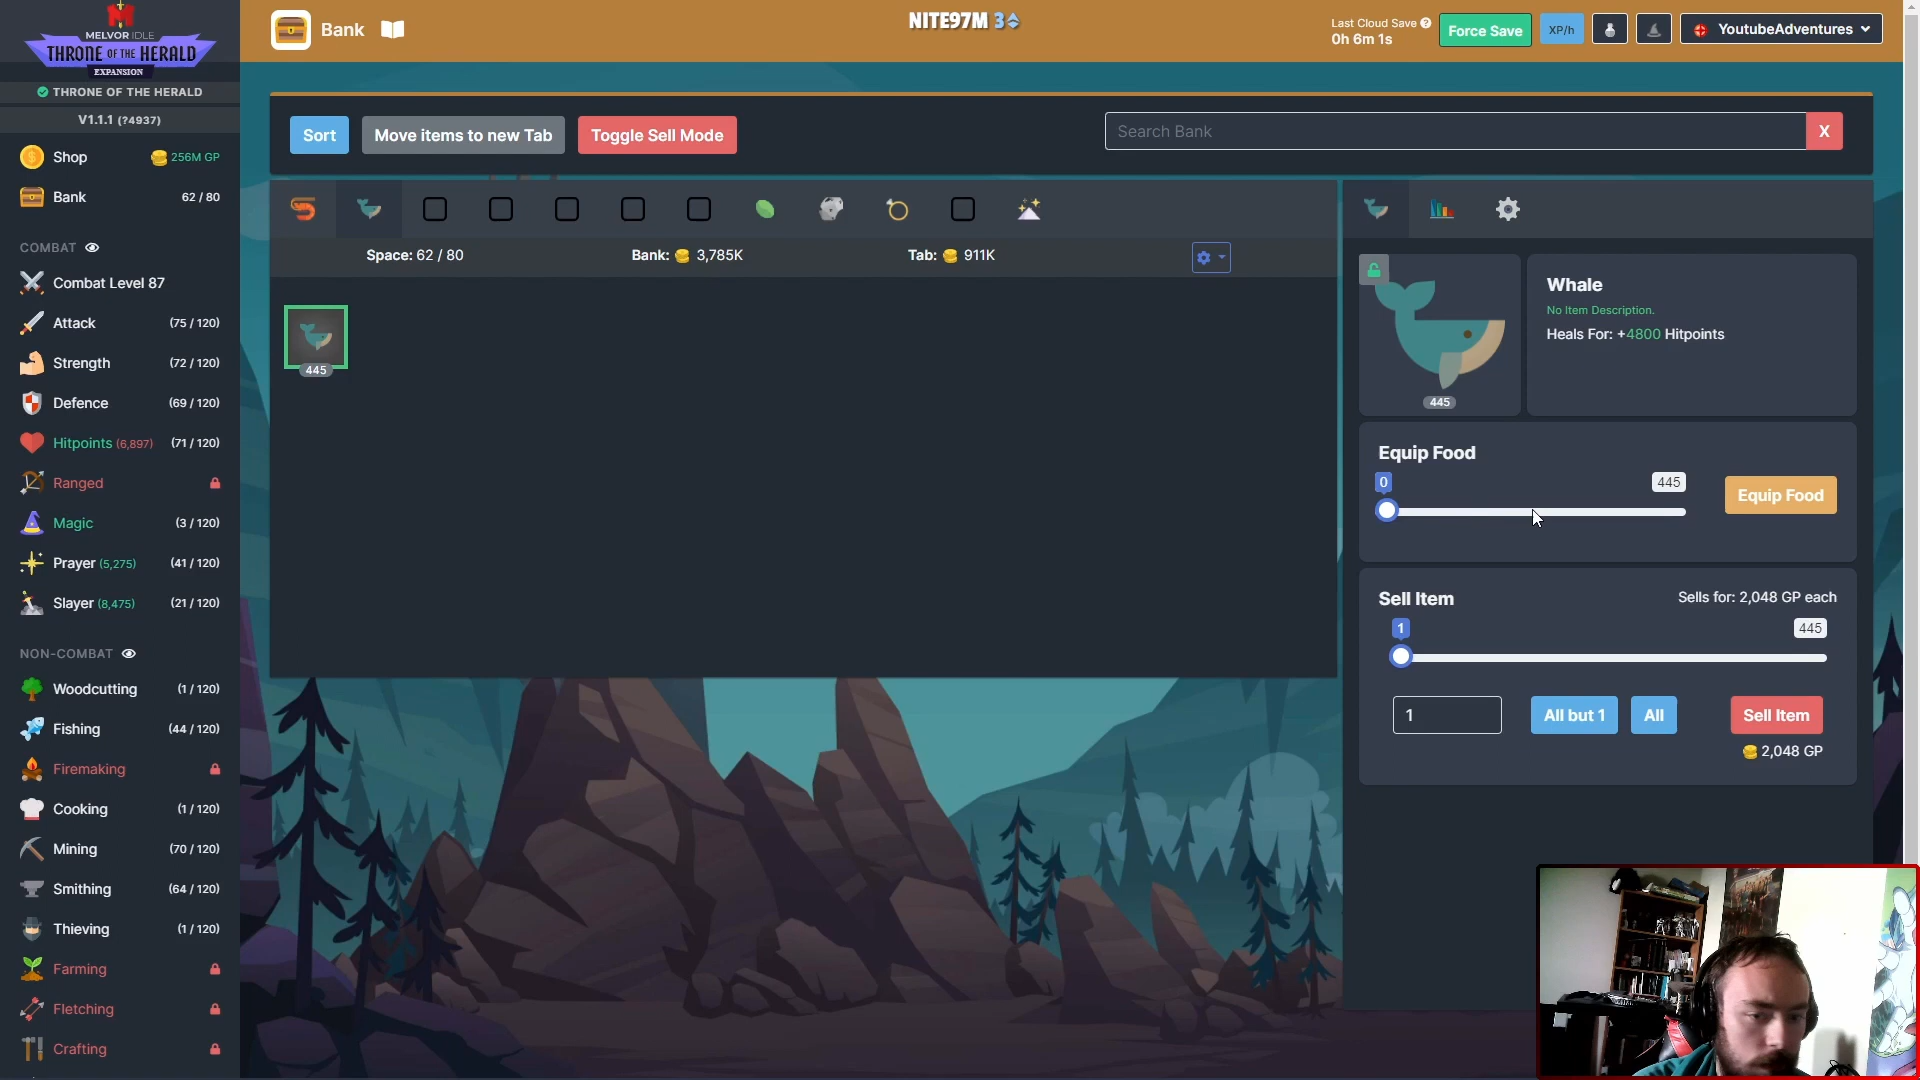 MELVOR IDLE
THRONE OF THE HERALD
EXPANSION
THRONE OF THE HERALD
V1.1.1 (?4937)
Shop 256M GP
Bank 62 / 80
COMBAT
Combat Level 87
Attack (75 / 120)
Strength (72 / 120)
Defence (69 / 120)
Hitpoints (6,897) (71 / 120)
Ranged
Magic (3 / 120)
Prayer (5,275) (41 / 120)
Slayer (8,475) (21 / 120)
NON-COMBAT
Woodcutting (1 / 120)
Fishing (44 / 120)
Firemaking
Cooking (1 / 120)
Mining (70 / 120)
Smithing (64 / 120)
Thieving (1 / 120)
Farming
Fletching
Crafting
Bank
NITE97M 3
Last Cloud Save
0h 6m 1s
Force Save
XP/h
YoutubeAdventures
Sort
Move items to new Tab
Toggle Sell Mode
Search Bank
X
Space: 62 / 80
Bank: 3,785K
Tab: 911K
445
445
Whale
No Item Description.
Heals For: +4800 Hitpoints
Equip Food
0
445
Equip Food
Sell Item
Sells for: 2,048 GP each
1
445
1
All but 1
All
Sell Item
2,048 GP